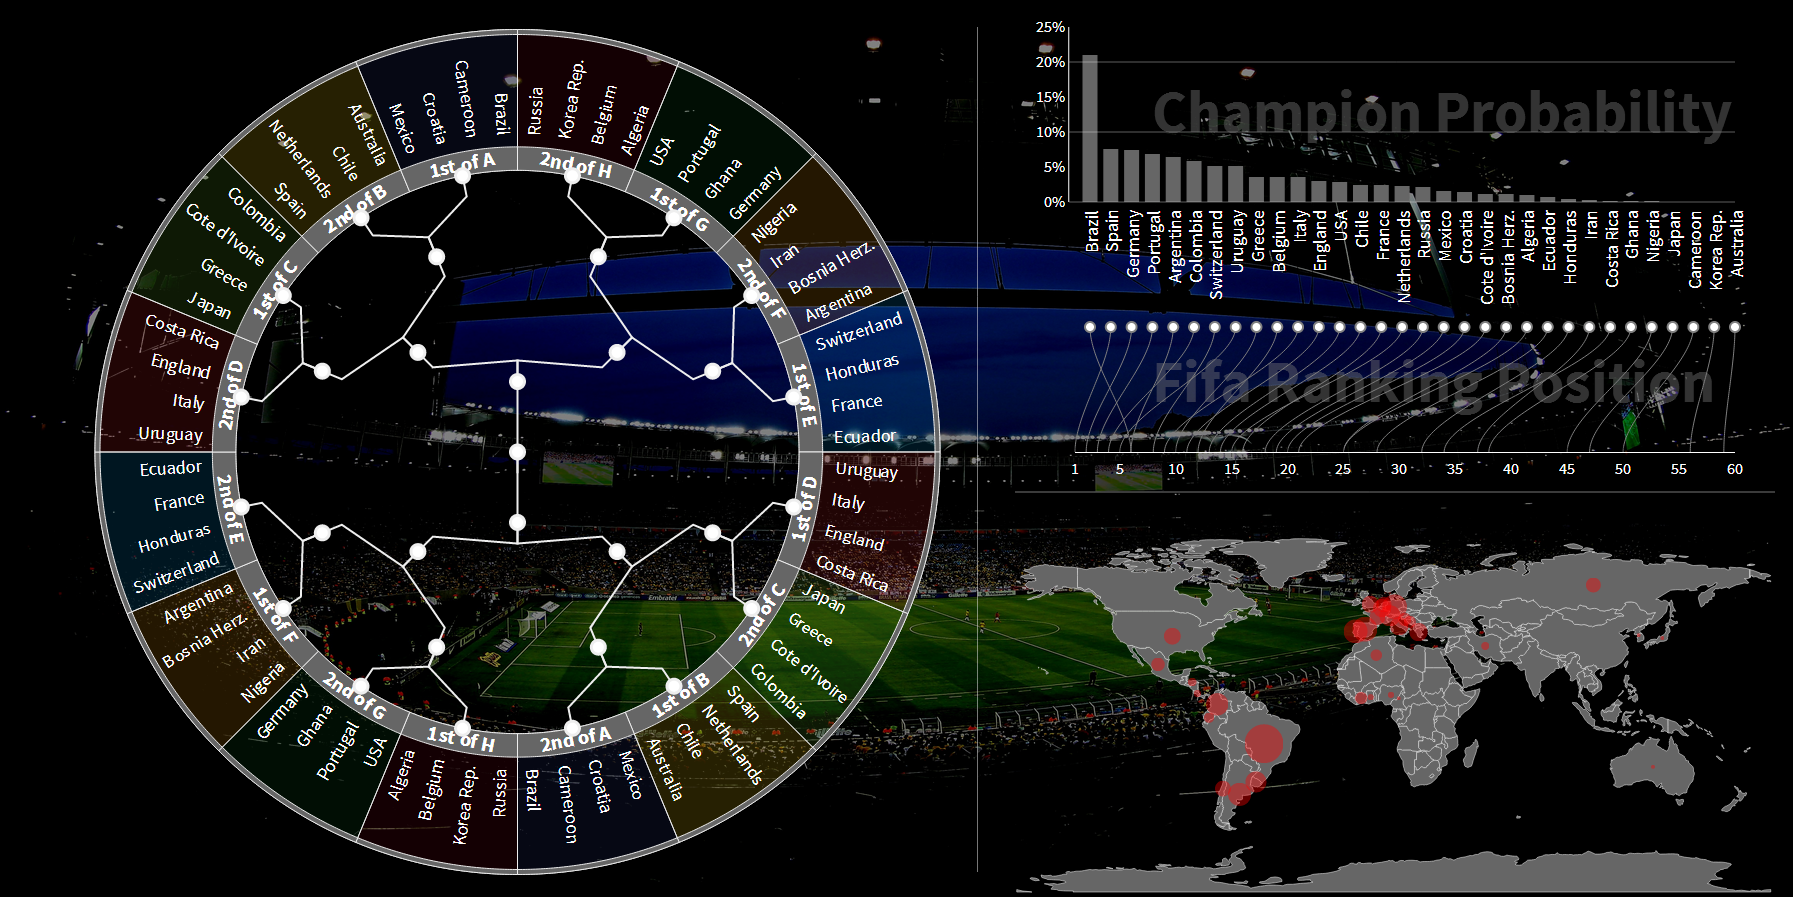 Mexico
Croatia
Cameroon
Brazil
1st of A
Russia
Korea Rep.
Belgium
Algeria
2nd of H
USA
Portugal
Ghana
Germany
1st of G
Nigeria
Iran
Bosnia Herz.
Argentina
2nd of F
Switzerland
Honduras
France
Ecuador
1st of E
Uruguay
Italy
England
Costa Rica
1st of D
Japan
Greece
Cote d'Ivoire
Colombia
2nd of C
Spain
Netherlands
Chile
Australia
1st of B
Mexico
Croatia
Cameroon
Brazil
2nd of A
Russia
Korea Rep.
Belgium
Algeria
1st of H
USA
Portugal
Ghana
Germany
2nd of G
Nigeria
Iran
Bosnia Herz.
Argentina
1st of F
Switzerland
Honduras
France
Ecuador
2nd of E
Uruguay
Italy
England
Costa Rica
2nd of D
Japan
Greece
Cote d'Ivoire
Colombia
1st of C
Spain
Netherlands
Chile
Australia
2nd of B
Champion Probability
25%
20%
15%
10%
5%
0%
Brazil
Spain
Germany
Portugal
Argentina
Colombia
Switzerland
Uruguay
Greece
Belgium
Italy
England
USA
Chile
France
Netherlands
Russia
Mexico
Croatia
Cote d'Ivoire
Bosnia Herz.
Algeria
Ecuador
Honduras
Iran
Costa Rica
Ghana
Nigeria
Japan
Cameroon
Korea Rep.
Australia
Fifa Ranking Position
1 5 10 15 20 25 30 35 40 45 50 55 60
Embratel